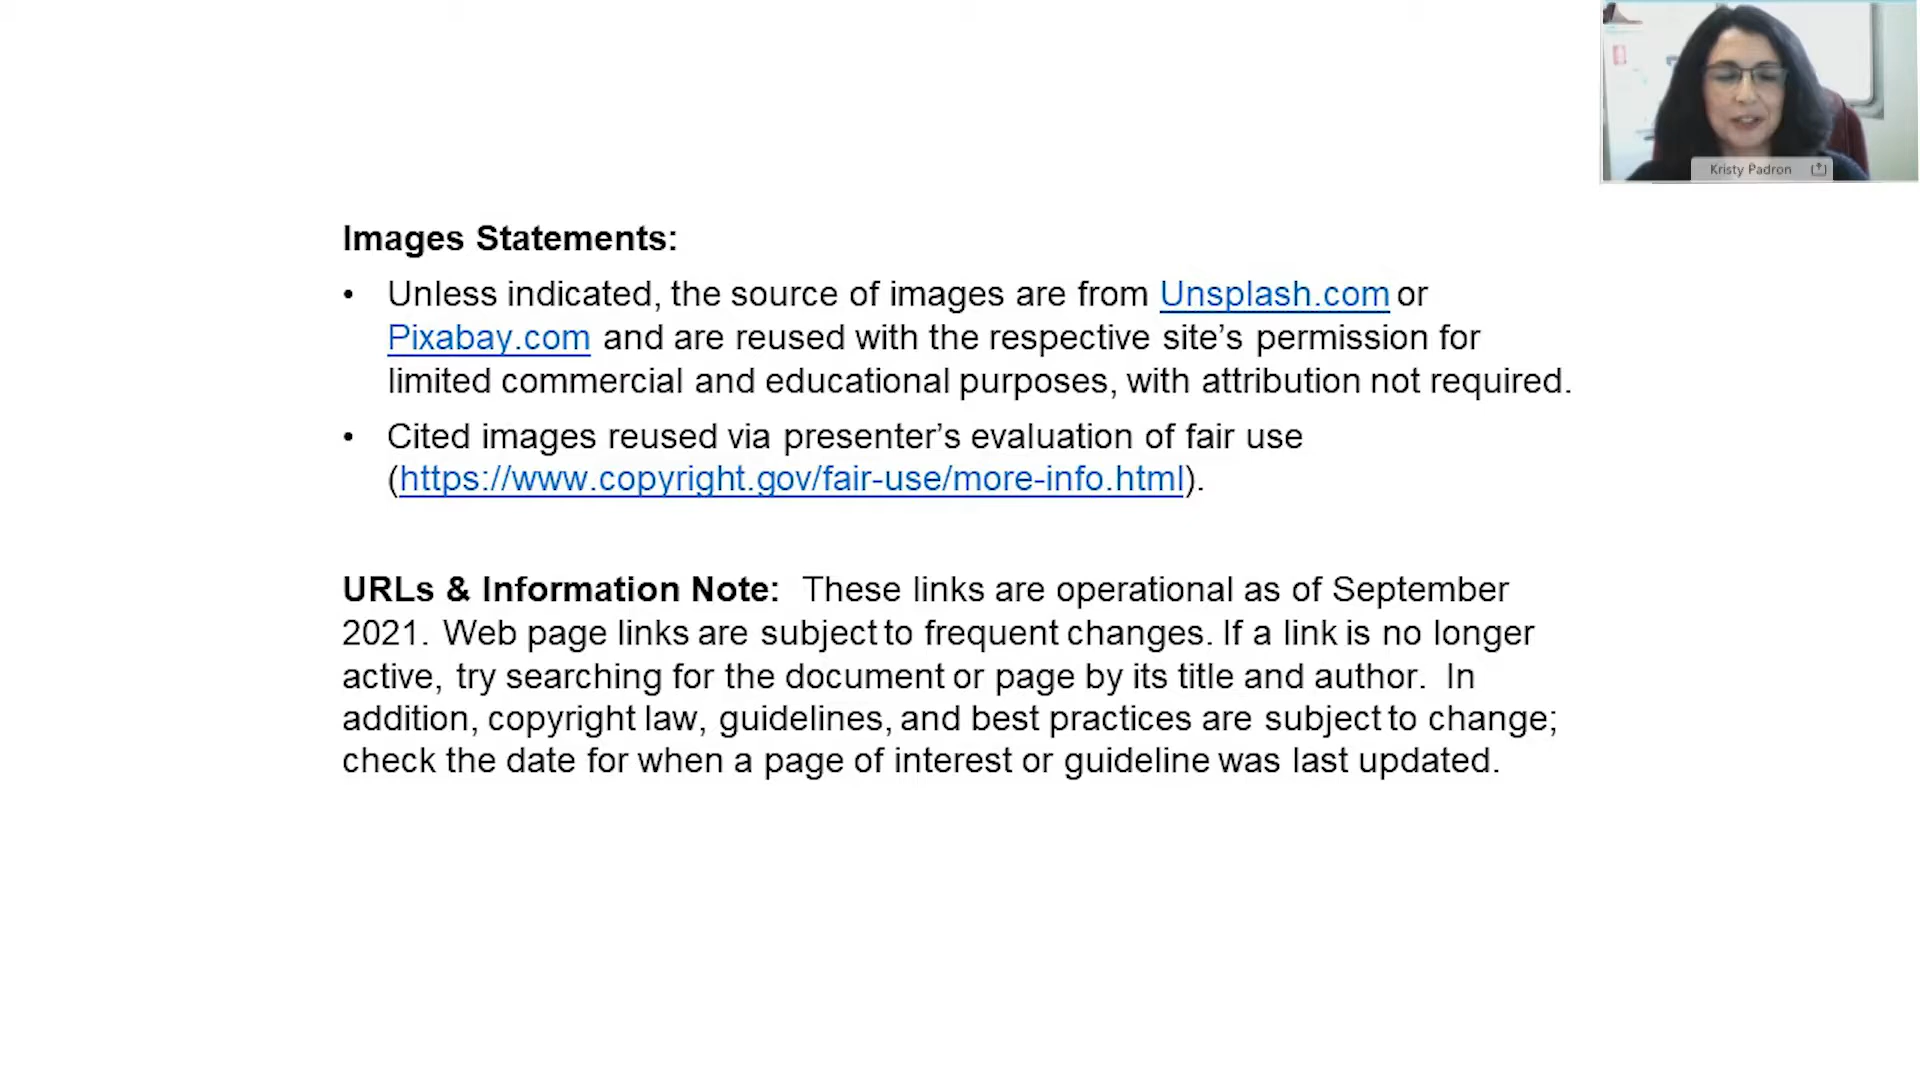 Kristy Padron
Images Statements:
• Unless indicated, the source of images are from Unsplash.com or
Pixabay.com and are reused with the respective site’s permission for
limited commercial and educational purposes, with attribution not required.
• Cited images reused via presenter’s evaluation of fair use
(https://www.copyright.gov/fair-use/more-info.html).
URLs & Information Note: These links are operational as of September
2021. Web page links are subject to frequent changes. If a link is no longer
active, try searching for the document or page by its title and author. In
addition, copyright law, guidelines, and best practices are subject to change;
check the date for when a page of interest or guideline was last updated.